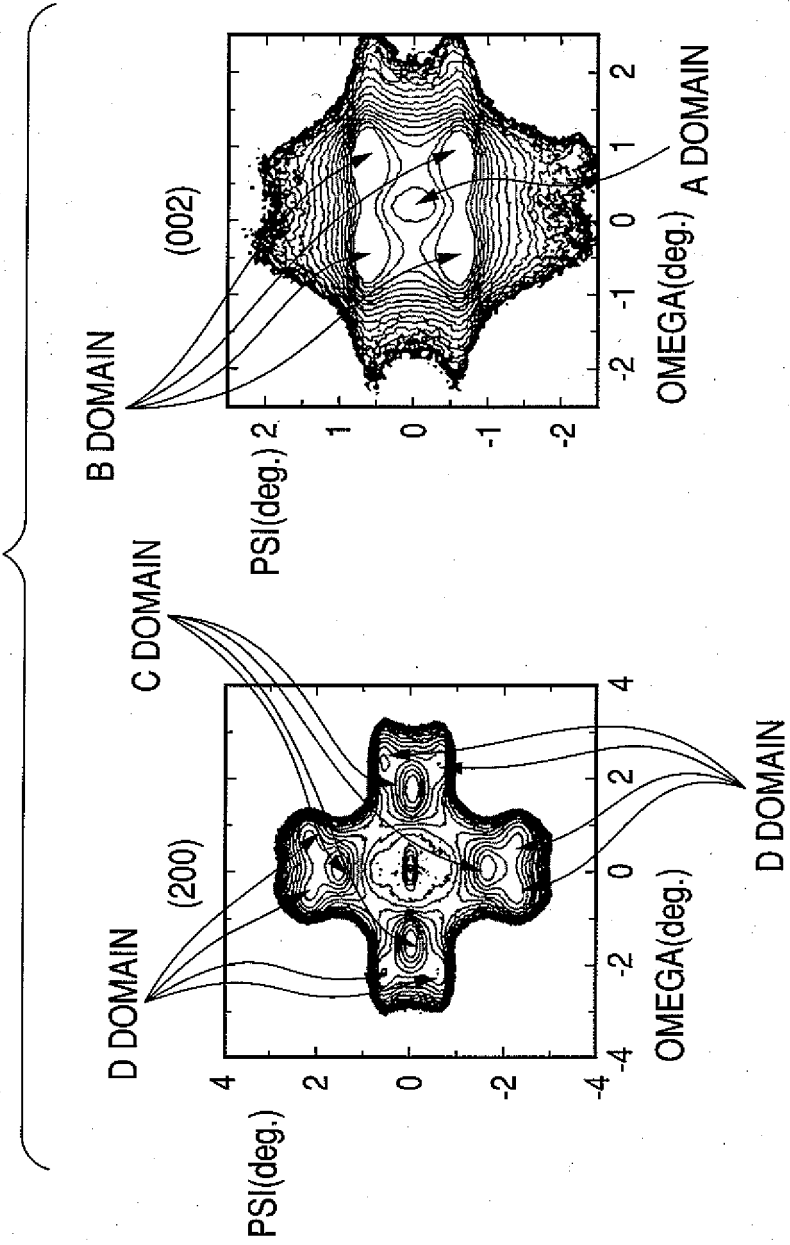 D DOMAIN
C DOMAIN
(200)
PSI(deg.)
4
2
0
-2
-4
-4
-2
0
2
4
OMEGA(deg.)
D DOMAIN
B DOMAIN
(002)
PSI(deg.)
2
1
0
-1
-2
-2
-1
0
1
2
OMEGA(deg.)
A DOMAIN